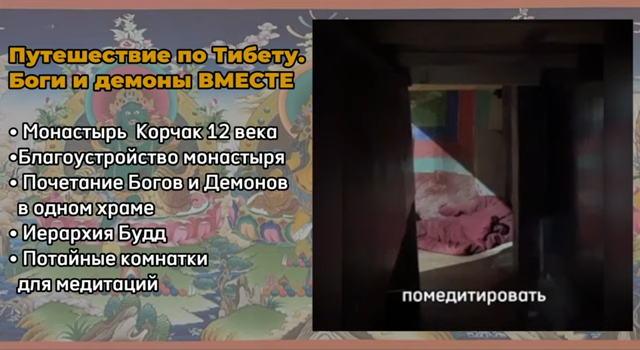 Путешествие по Тибету.
Боги и демоны ВМЕСТЕ
• Монастырь Корчак 12 века
•Благоустройство монастыря
• Почетание Богов и Демонов
в одном храме
• Иерархия Будд
• Потайные комнатки
для медитаций
помедитировать